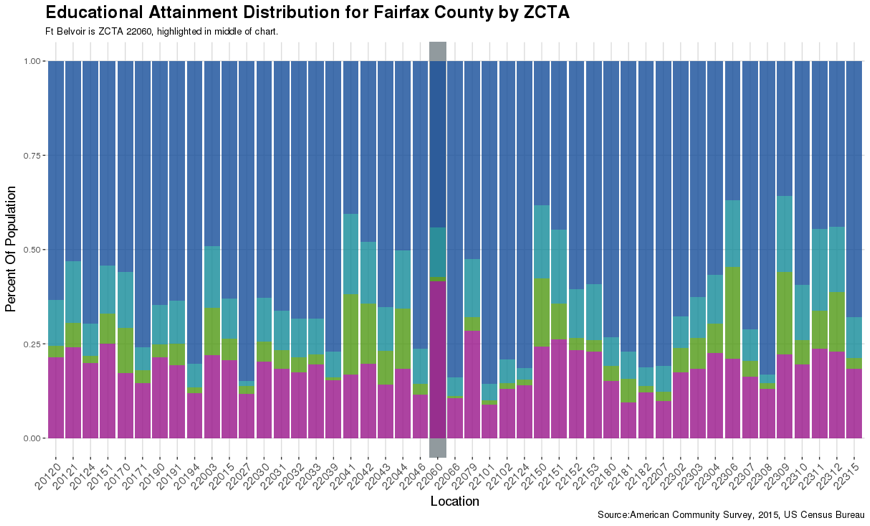 Educational Attainment Distribution for Fairfax County by ZCTA
Ft Belvoir is ZCTA 22060, highlighted in middle of chart.
Percent Of Population
1.00
0.75
0.50
0.25
0.00
20120 20121 20124 20151 20170 20171 20190 20191 20194 22003 22015 22027 22030 22031 22032 22033 22039 22041 22042 22043 22044 22046 22060 22066 22079 22101 22102 22124 22150 22151 22152 22153 22180 22181 22182 22207 22302 22303 22304 22306 22307 22308 22309 22310 22311 22312 22315
Location
Source:American Community Survey, 2015, US Census Bureau